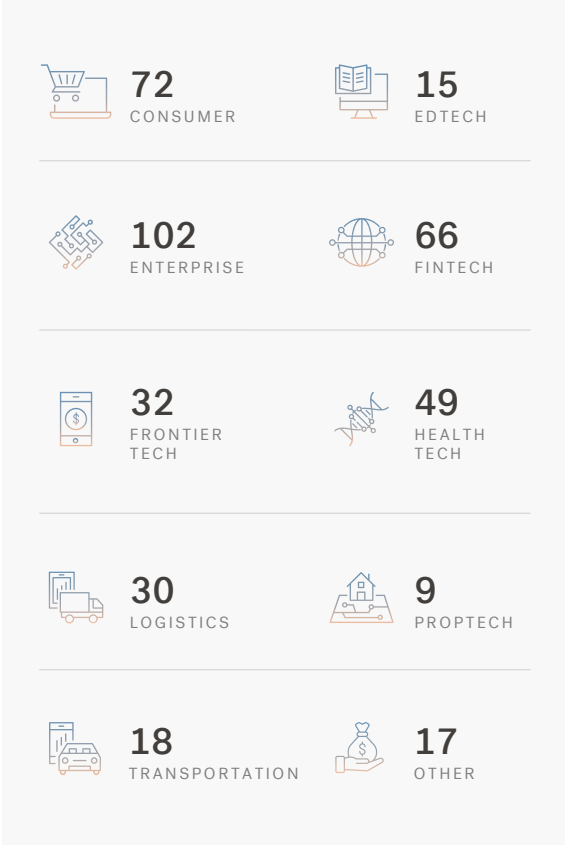 72
CONSUMER
15
EDTECH
102
ENTERPRISE
66
FINTECH
32
FRONTIER
TECH
49
HEALTH
TECH
30
LOGISTICS
9
PROPTECH
18
TRANSPORTATION
17
OTHER